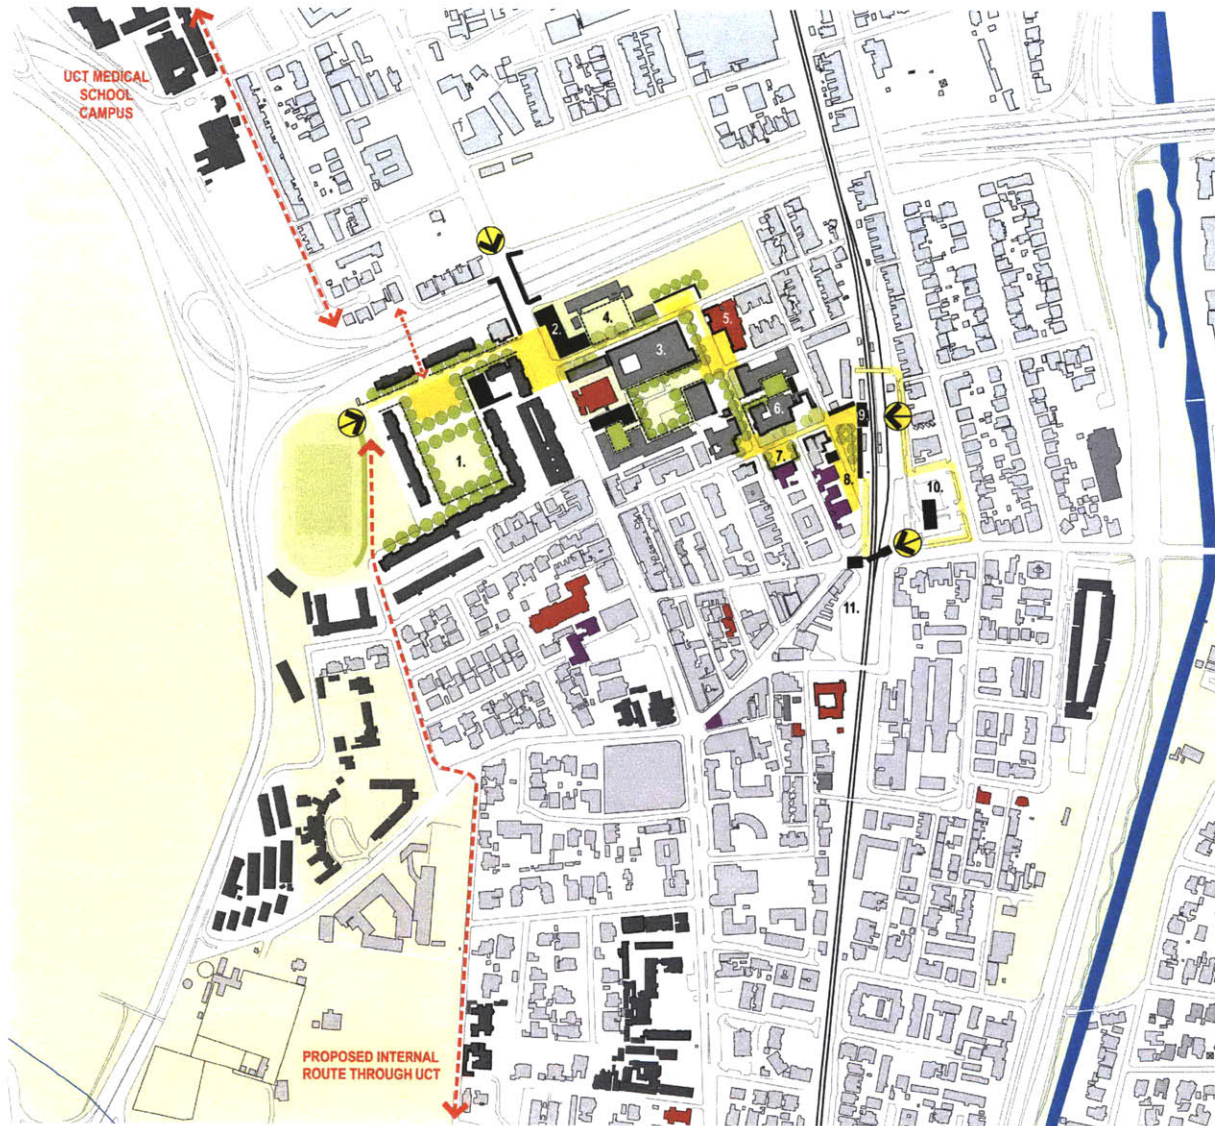 UCT MEDICAL
SCHOOL
CAMPUS
2.
4.
5.
3.
6.
9.
1.
7.
8.
10.
11.
PROPOSED INTERNAL
ROUTE THROUGH UCT